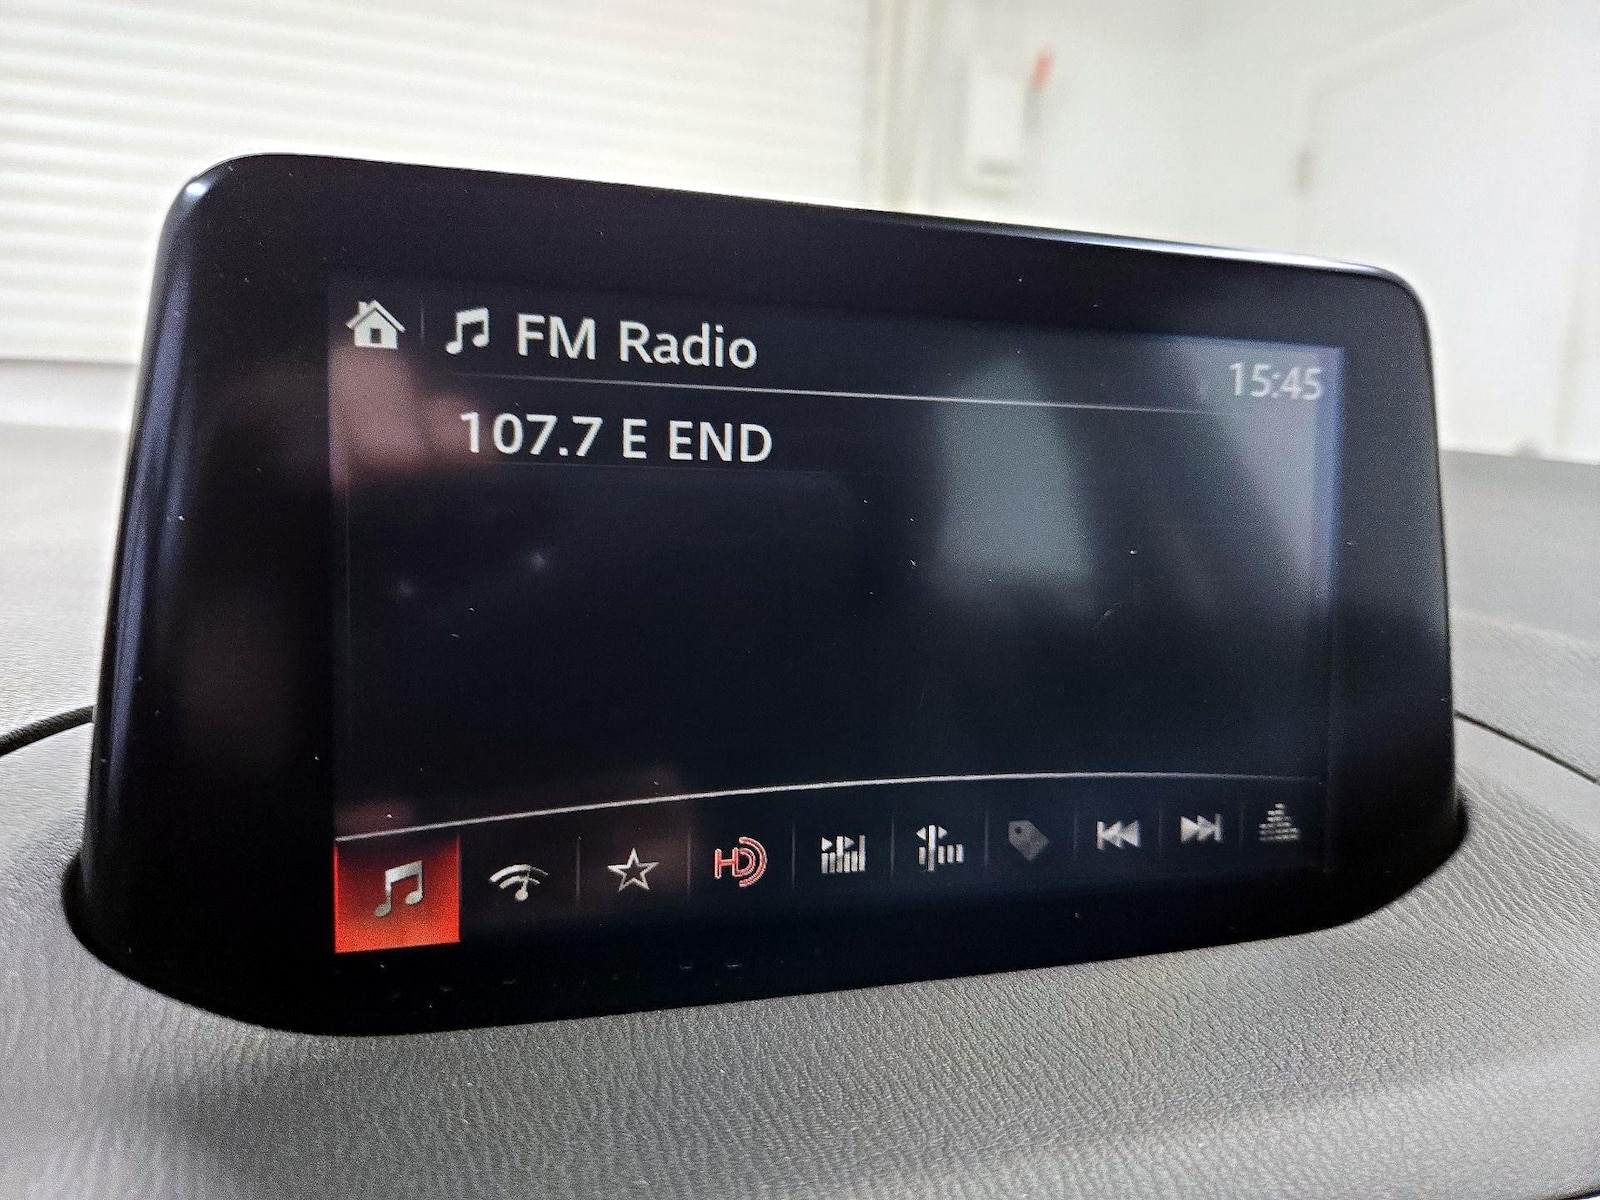 FM Radio
15:45
107.7 E END
HD